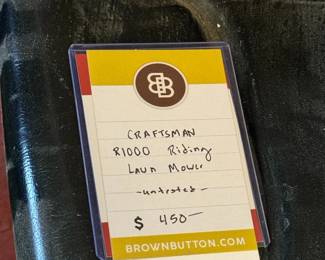 BB
CRAFTSMAN
R1000 Riding
Lawn Mower
-untested-
$ 450-
BROWNBUTTON.COM